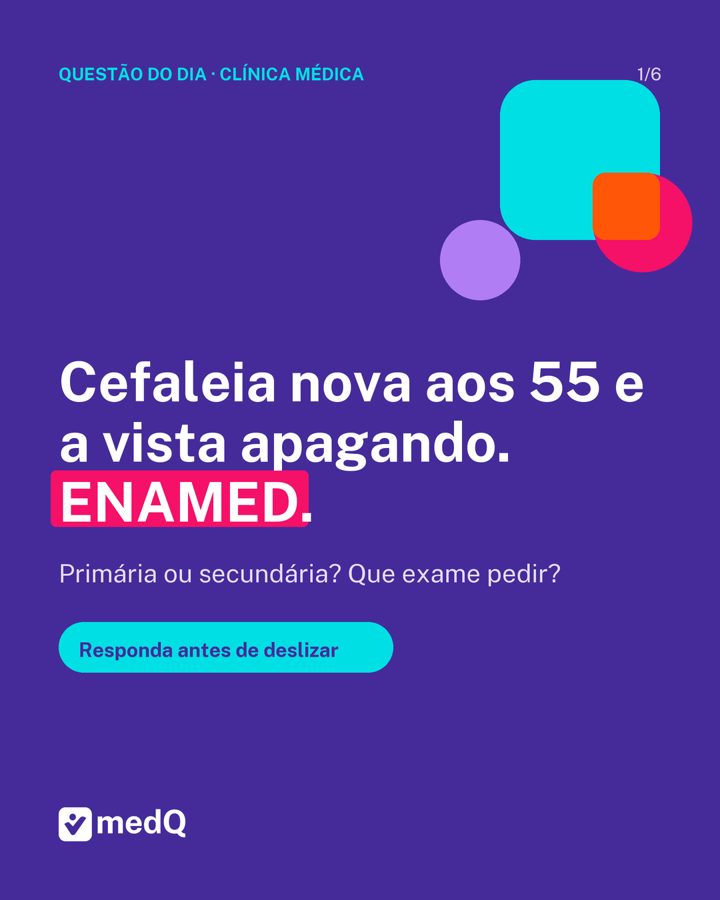 QUESTÃO DO DIA · CLÍNICA MÉDICA
1/6
Cefaleia nova aos 55 e
a vista apagando.
ENAMED.
Primária ou secundária? Que exame pedir?
Responda antes de deslizar
medQ